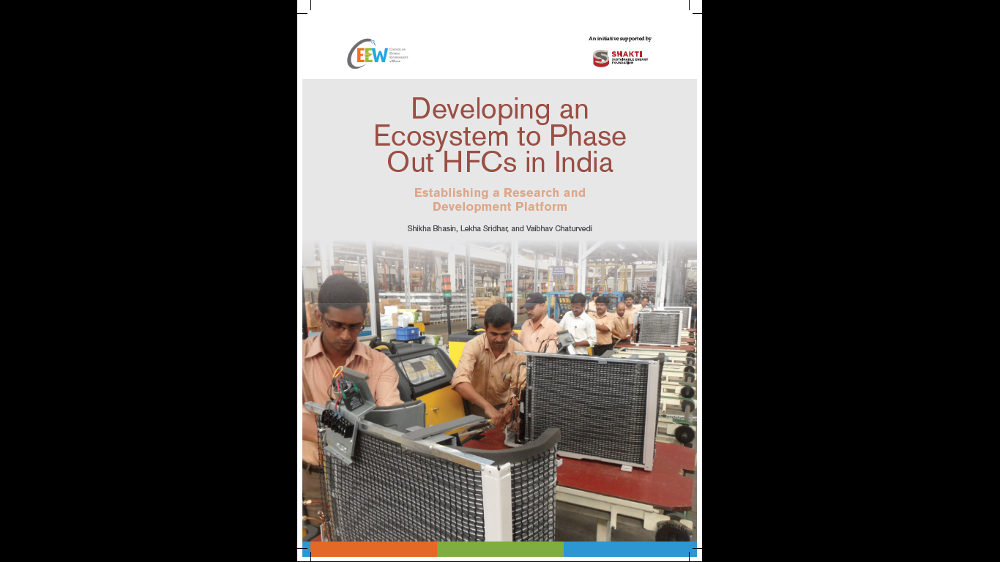 CEEW
COUNCIL ON
ENERGY,
ENVIRONMENT
&WATER
An initiative supported by
SHAKTI
SUSTAINABLE ENERGY
FOUNDATION
Developing an
Ecosystem to Phase
Out HFCs in India
Establishing a Research and
Development Platform
Shikha Bhasin, Lekha Sridhar, and Vaibhav Chaturvedi